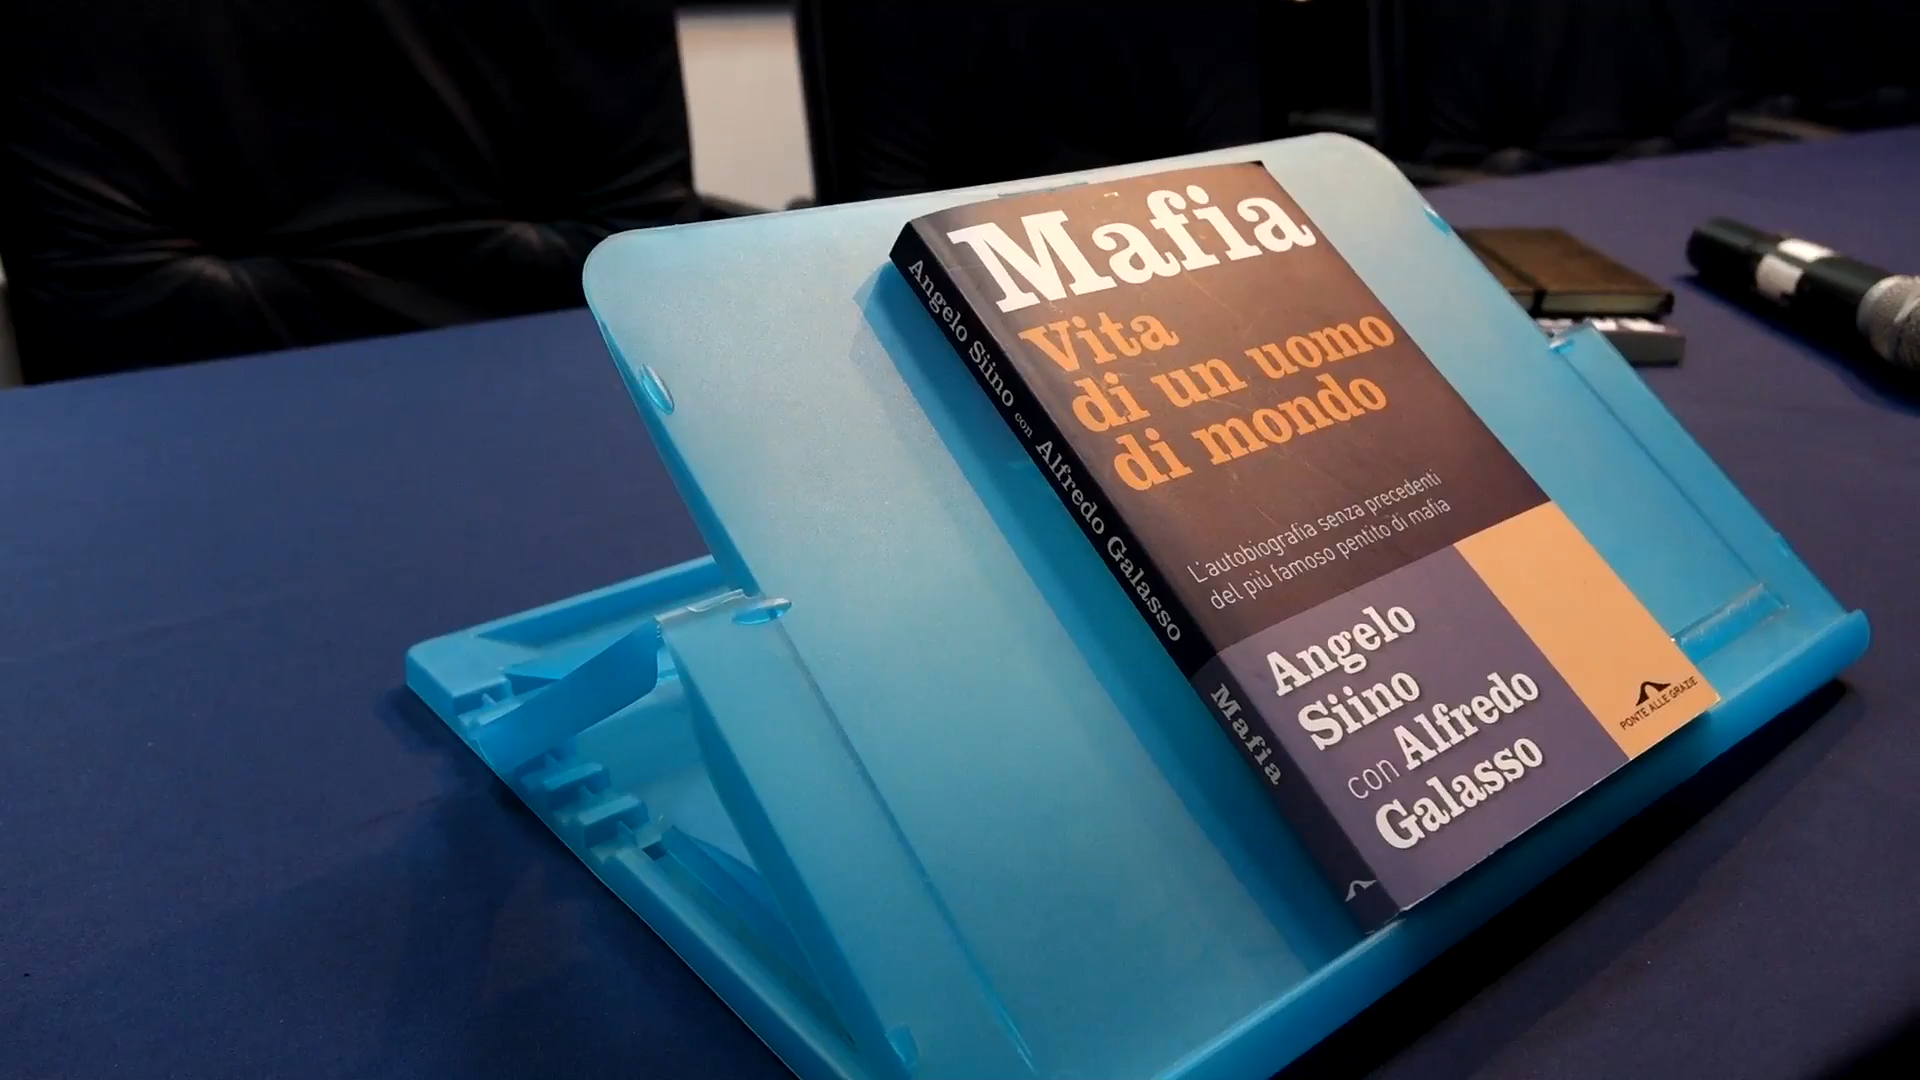 Mafia
Vita
di un uomo
di mondo
L'autobiografia senza precedenti
del più famoso pentito di mafia
Angelo
Siino
con Alfredo
Galasso
PONTE ALLE GRAZIE
Angelo Siino con Alfredo Galasso
Mafia